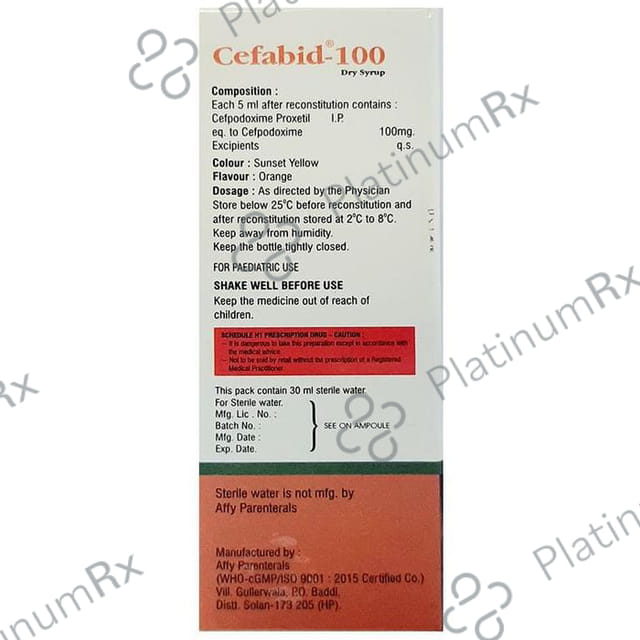 Cefabid®-100
Dry Syrup
Composition :
Each 5 ml after reconstitution contains :
Cefpodoxime Proxetil I.P.
eq. to Cefpodoxime 100mg.
Excipients q.s.
Colour : Sunset Yellow
Flavour : Orange
Dosage : As directed by the Physician
Store below 25°C before reconstitution and
after reconstitution stored at 2°C to 8°C.
Keep away from humidity.
Keep the bottle tightly closed.
FOR PAEDIATRIC USE
SHAKE WELL BEFORE USE
Keep the medicine out of reach of
children.
SCHEDULE H1 PRESCRIPTION DRUG – CAUTION :
– It is dangerous to take this preparation except in accordance with
the medical advice
– Not to be sold by retail without the prescription of a Registered
Medical Practitioner.
This pack contain 30 ml sterile water.
For Sterile water.
Mfg. Lic . No. :
Batch No. :
Mfg. Date :
Exp. Date.
SEE ON AMPOULE
Sterile water is not mfg. by
Affy Parenterals
Manufactured by :
Affy Parenterals
(WHO-cGMP/ISO 9001 : 2015 Certified Co.)
Vill. Gullerwala, P.O. Baddi,
Distt. Solan-173 205 (HP).
PlatinumRx
PlatinumRx
PlatinumRx
PlatinumRx
Rx
tinumRx